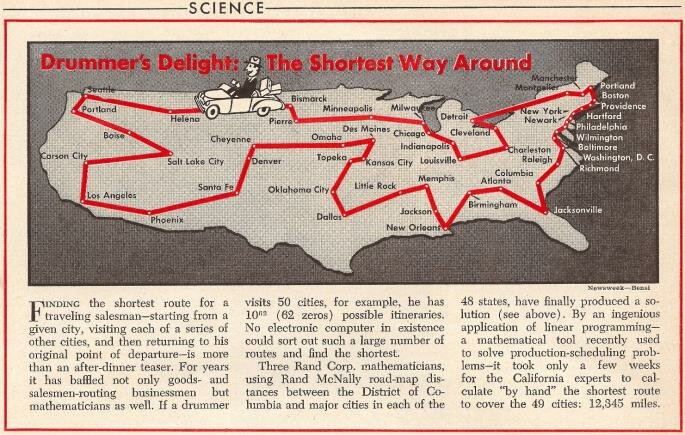 SCIENCE
Drummer's Delight: The Shortest Way Around
Seattle
Portland
Helena
Boise
Carson City
Salt Lake City
Los Angeles
Phoenix
Santa Fe
Denver
Cheyenne
Bismarck
Pierre
Minneapolis
Des Moines
Omaha
Topeka
Kansas City
Oklahoma City
Dallas
Little Rock
Memphis
Jackson
New Orleans
Milwaukee
Chicago
Indianapolis
Louisville
Detroit
Cleveland
Charleston
Raleigh
Columbia
Atlanta
Birmingham
Jacksonville
Manchester
Montpelier
Portland
Boston
Providence
Hartford
New York
Newark
Philadelphia
Wilmington
Baltimore
Washington, D. C.
Richmond
Newsweek—Bensi
FINDING the shortest route for a
traveling salesman—starting from a
given city, visiting each of a series of
other cities, and then returning to his
original point of departure—is more
than an after-dinner teaser. For years
it has baffled not only goods- and
salesmen-routing businessmen but
mathematicians as well. If a drummer
visits 50 cities, for example, he has
10⁶² (62 zeros) possible itineraries.
No electronic computer in existence
could sort out such a large number of
routes and find the shortest.
Three Rand Corp. mathematicians,
using Rand McNally road-map dis-
tances between the District of Co-
lumbia and major cities in each of the
48 states, have finally produced a so-
lution (see above). By an ingenious
application of linear programming—
a mathematical tool recently used
to solve production-scheduling prob-
lems—it took only a few weeks
for the California experts to cal-
culate "by hand" the shortest route
to cover the 49 cities: 12,345 miles.